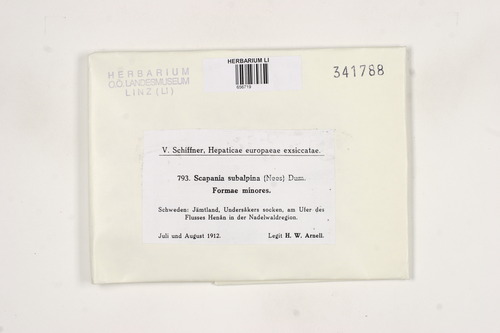 HERBARIUM
O.Ö. LANDESMUSEUM
LINZ (LI)
HERBARIUM LI
341788
V. Schiffner, Hepaticae europaeae exsiccatae.
793. Scapania subalpina (Nees) Dum.
Formae minores.
Schweden: Jämtland, Undersåkers socken, am Ufer des
Flusses Henån in der Nadelwaldregion.
Juli und August 1912. Legit H. W. Arnell.